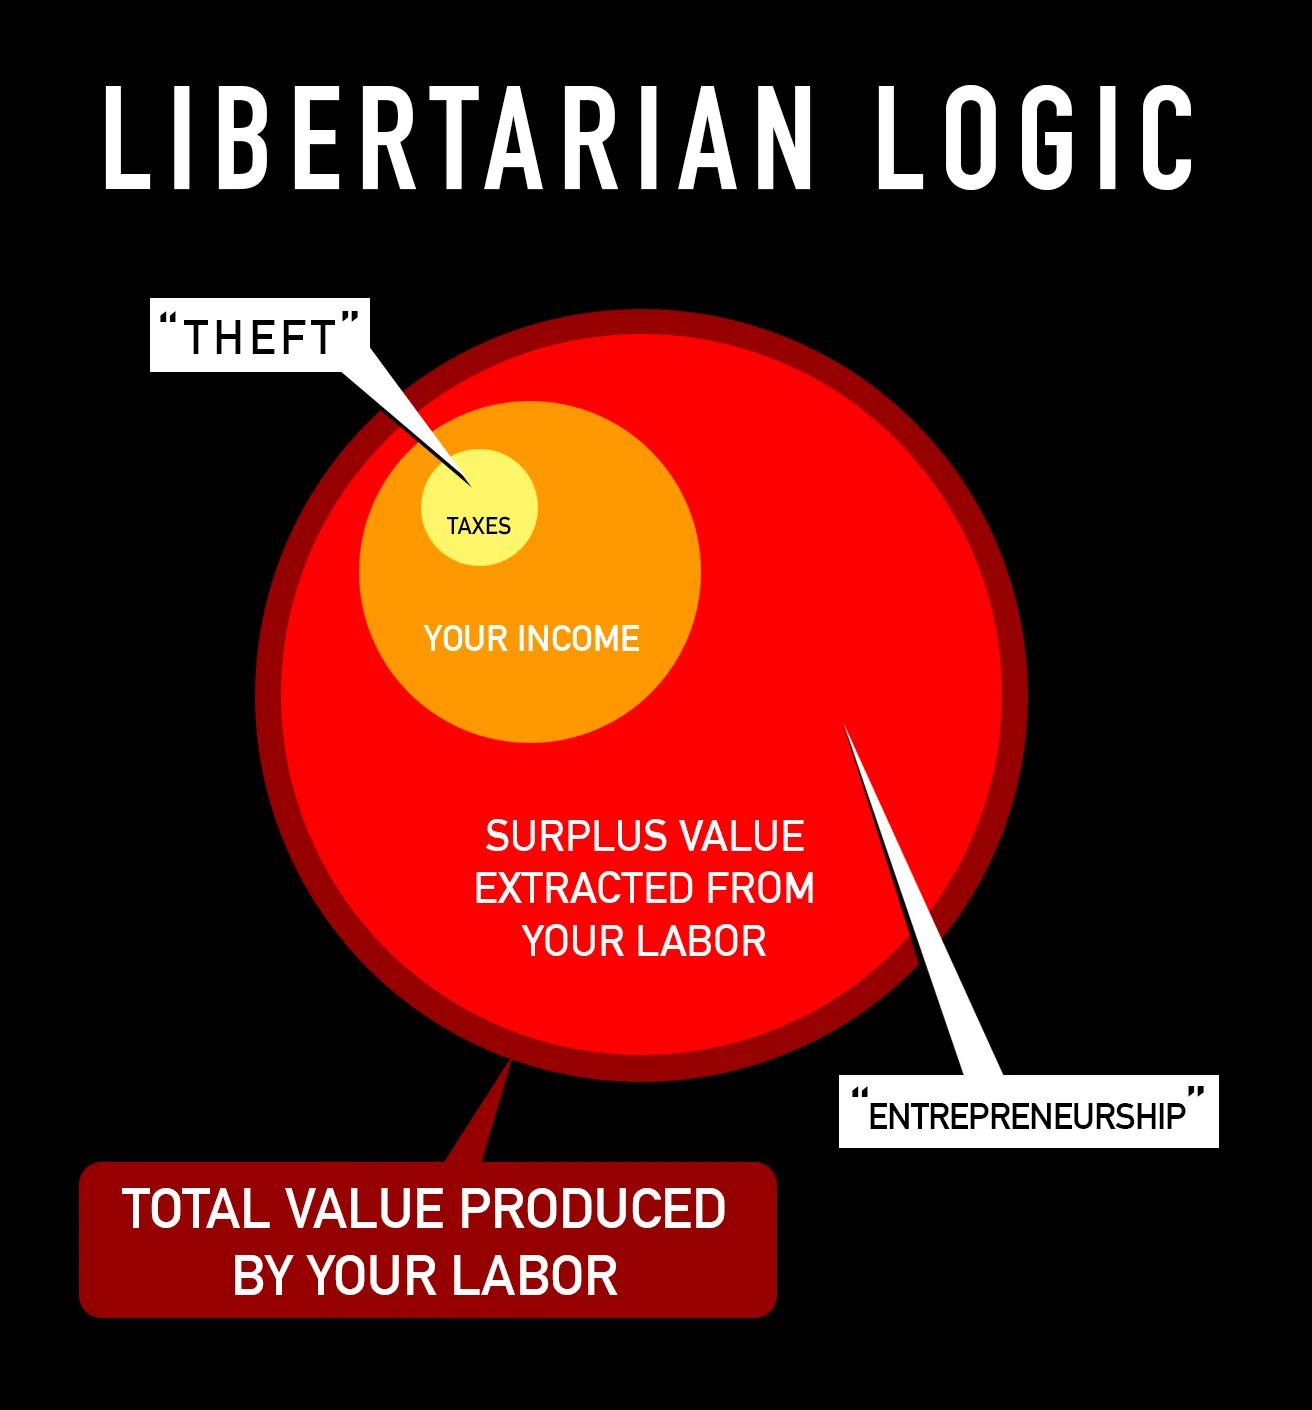 LIBERTARIAN LOGIC
“THEFT”
TAXES
YOUR INCOME
SURPLUS VALUE
EXTRACTED FROM
YOUR LABOR
“ENTREPRENEURSHIP”
TOTAL VALUE PRODUCED
BY YOUR LABOR